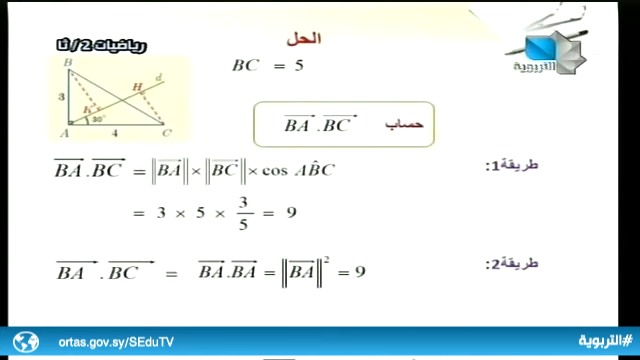 رياضيات 2/ثا
الحل
التربوية
BC = 5
B
d
H
3
K
30°
A
4
C
حساب BA . BC
طريقة1:
BA . BC = ||BA|| × ||BC|| × cos AB̂C
= 3 × 5 × 3/5 = 9
طريقة2:
BA . BC = BA . BA = ||BA||² = 9
ortas.gov.sy/SEduTV
#التربوية